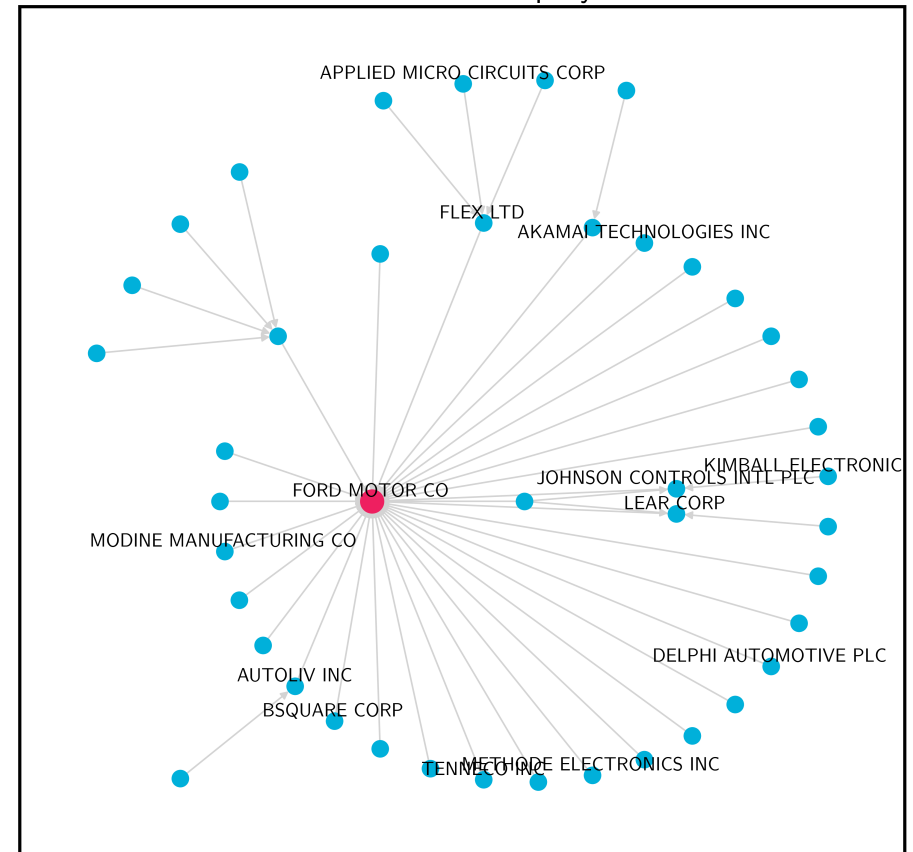 APPLIED MICRO CIRCUITS CORP
FLEX LTD
AKAMAI TECHNOLOGIES INC
KIMBALL ELECTRONIC
JOHNSON CONTROLS INTL PLC
FORD MOTOR CO
LEAR CORP
MODINE MANUFACTURING CO
DELPHI AUTOMOTIVE PLC
AUTOLIV INC
BSQUARE CORP
METHODE ELECTRONICS INC
TENNECO INC